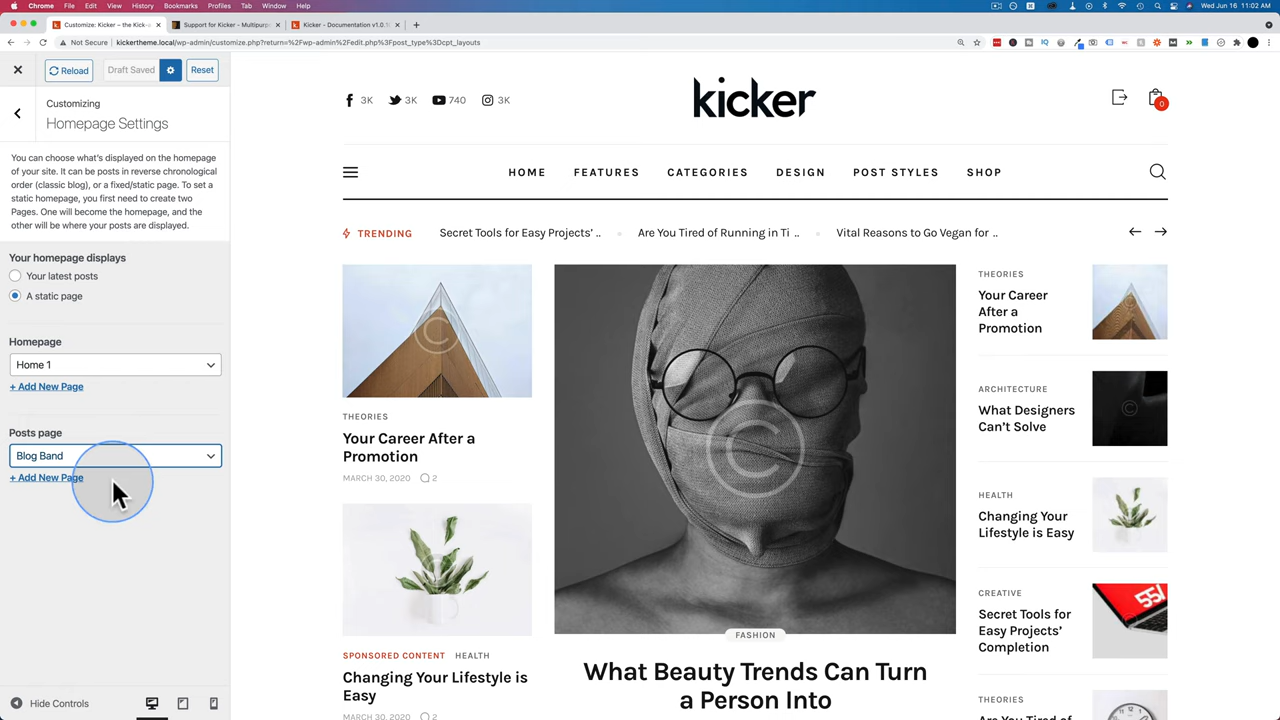 Chrome File Edit View History Bookmarks Profiles Tab Window Help
Wed Jun 16 11:02 AM
Customize: Kicker – the Kick-o
Support for Kicker - Multipurp
Kicker - Documentation v1.0.10
Not Secure kickertheme.local/wp-admin/customize.php?return=%2Fwp-admin%2Fedit.php%3Fpost_type%3Dcpt_layouts
Reload
Draft Saved
Reset
Customizing
Homepage Settings
You can choose what's displayed on the homepage
of your site. It can be posts in reverse chronological
order (classic blog), or a fixed/static page. To set a
static homepage, you first need to create two
Pages. One will become the homepage, and the
other will be where your posts are displayed.
Your homepage displays
Your latest posts
A static page
Homepage
Home 1
+ Add New Page
Posts page
Blog Band
+ Add New Page
Hide Controls
3K
3K
740
3K
kicker
0
HOME FEATURES CATEGORIES DESIGN POST STYLES SHOP
TRENDING
Secret Tools for Easy Projects' ..
Are You Tired of Running in Ti ..
Vital Reasons to Go Vegan for ..
THEORIES
Your Career After a
Promotion
MARCH 30, 2020 2
SPONSORED CONTENT HEALTH
Changing Your Lifestyle is
Easy
MARCH 30, 2020 2
FASHION
What Beauty Trends Can Turn
a Person Into
THEORIES
Your Career
After a
Promotion
ARCHITECTURE
What Designers
Can't Solve
HEALTH
Changing Your
Lifestyle is Easy
CREATIVE
Secret Tools for
Easy Projects'
Completion
THEORIES
Are You Tired of